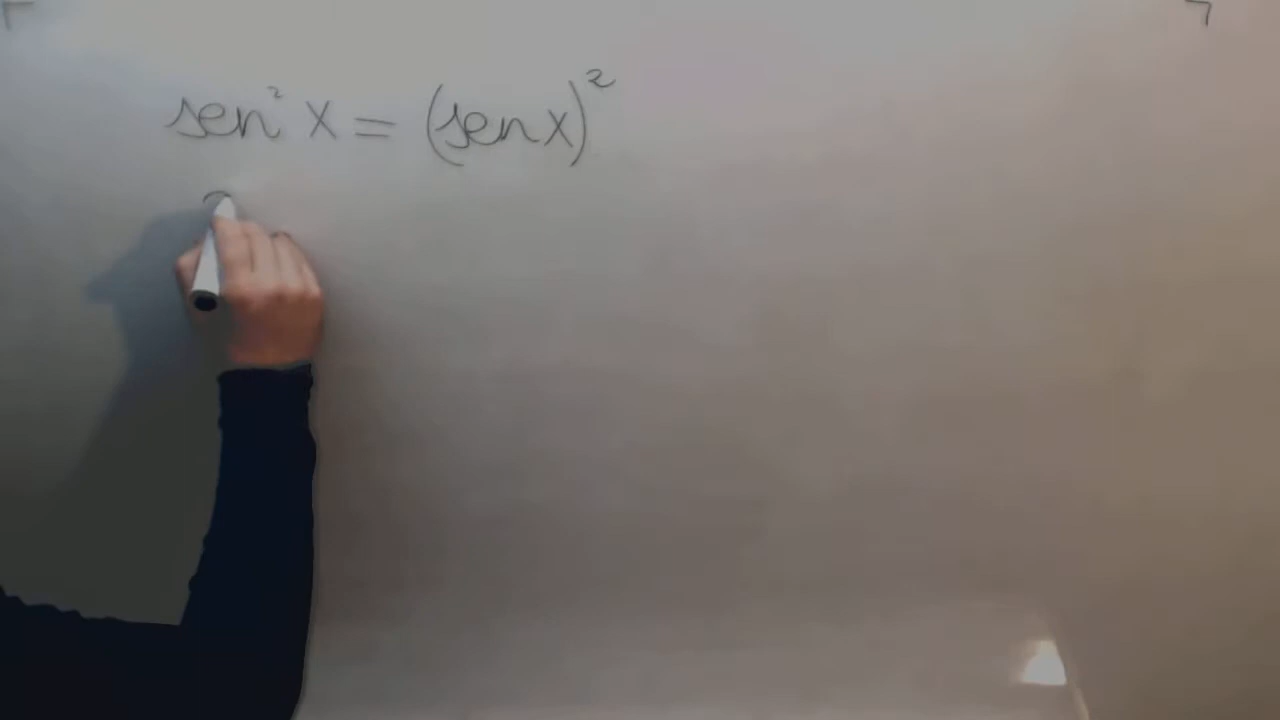 sen² x = (sen x)²